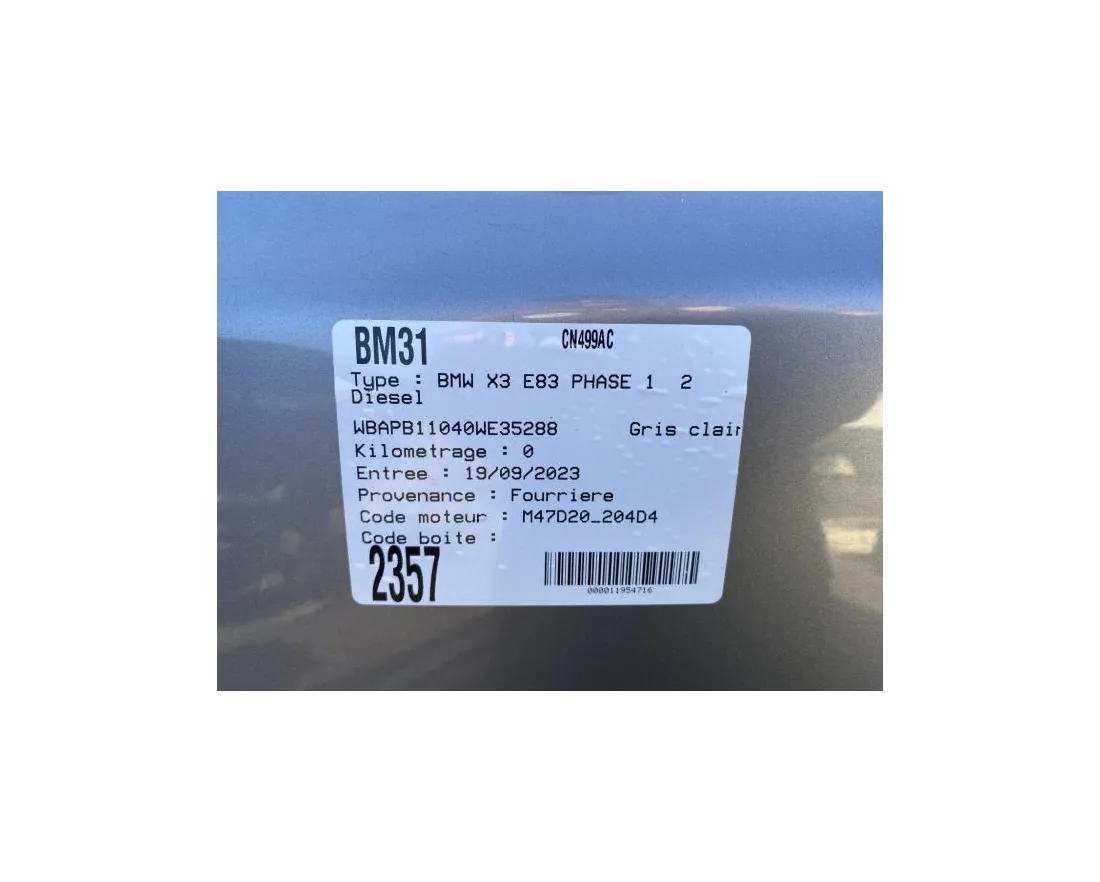 BM31 CN499AC
Type : BMW X3 E83 PHASE 1 2
Diesel
WBAPB11040WE35288 Gris clair
Kilometrage : 0
Entree : 19/09/2023
Provenance : Fourriere
Code moteur : M47D20_204D4
Code boite :
2357
000011954716